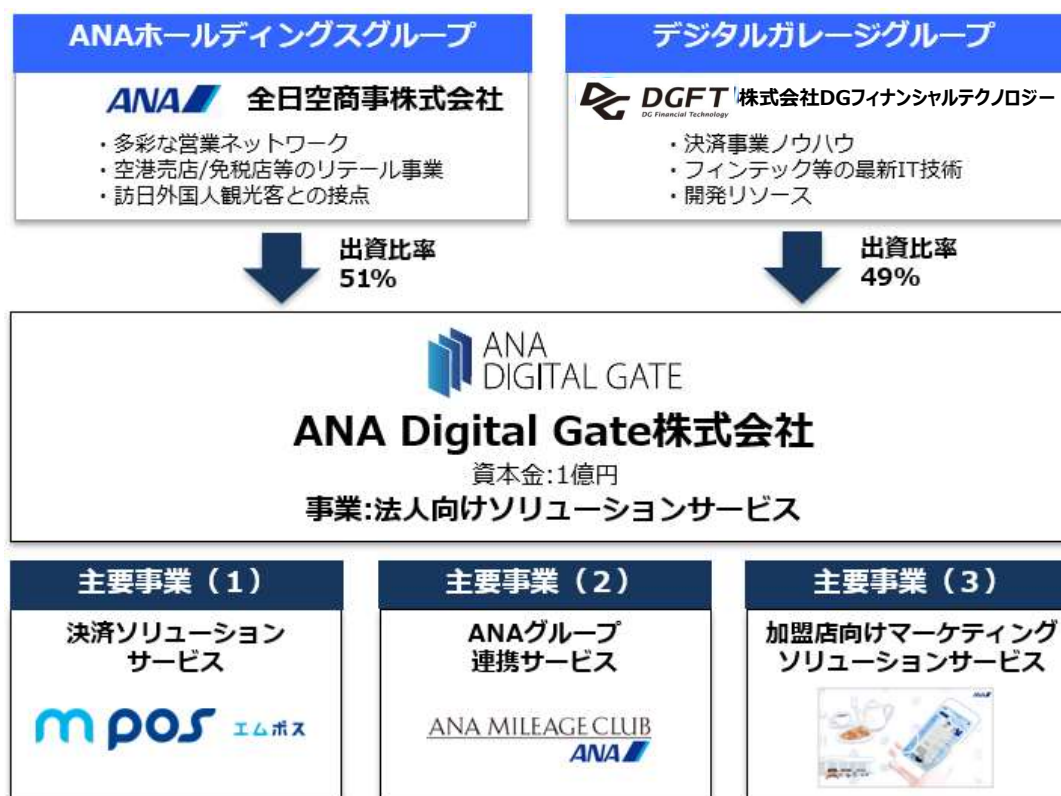 ANAホールディングスグループ
ANA 全日空商事株式会社
・多彩な営業ネットワーク
・空港売店/免税店等のリテール事業
・訪日外国人観光客との接点
出資比率
51%
デジタルガレージグループ
DGFT 株式会社DGフィナンシャルテクノロジー
DG Financial Technology
・決済事業ノウハウ
・フィンテック等の最新IT技術
・開発リソース
出資比率
49%
ANA
DIGITAL GATE
ANA Digital Gate株式会社
資本金:1億円
事業:法人向けソリューションサービス
主要事業（1）
決済ソリューション
サービス
mpos エムポス
主要事業（2）
ANAグループ
連携サービス
ANA MILEAGE CLUB
ANA
主要事業（3）
加盟店向けマーケティング
ソリューションサービス
ANA